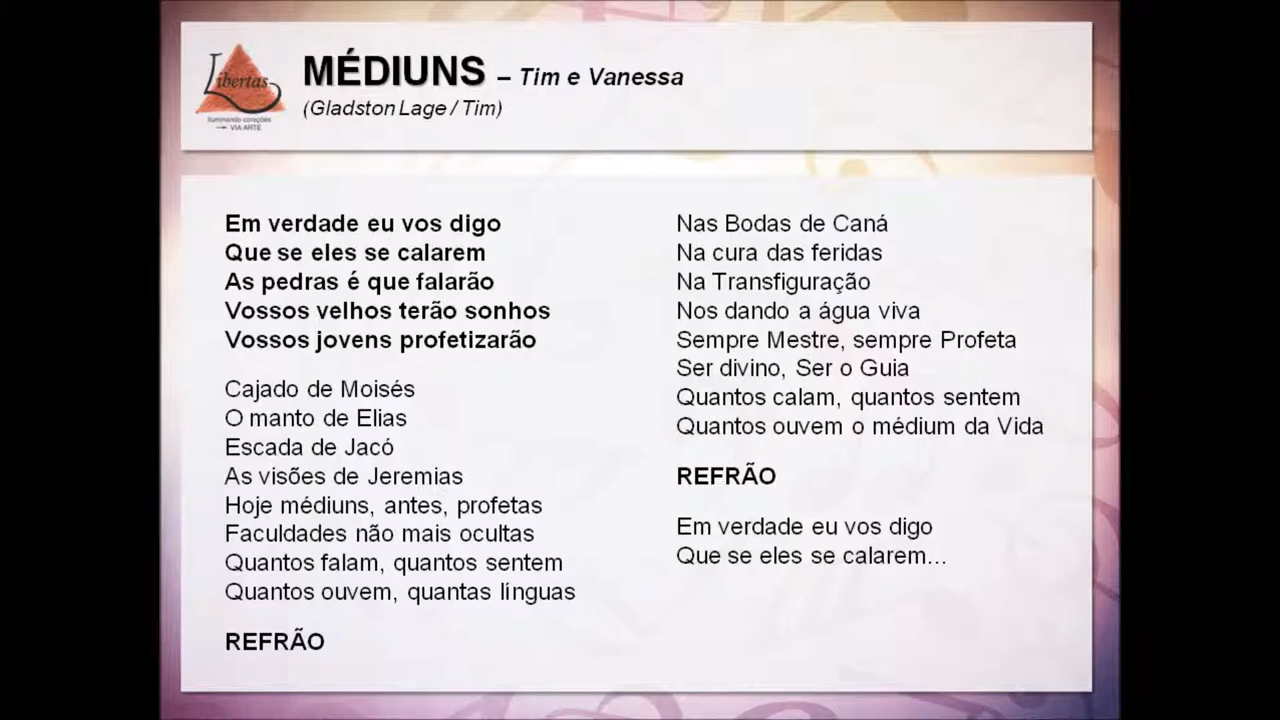 Libertas
Iluminando corações
VIA ARTE
MÉDIUNS – Tim e Vanessa
(Gladston Lage / Tim)
Em verdade eu vos digo
Que se eles se calarem
As pedras é que falarão
Vossos velhos terão sonhos
Vossos jovens profetizarão
Cajado de Moisés
O manto de Elias
Escada de Jacó
As visões de Jeremias
Hoje médiuns, antes, profetas
Faculdades não mais ocultas
Quantos falam, quantos sentem
Quantos ouvem, quantas línguas
REFRÃO
Nas Bodas de Caná
Na cura das feridas
Na Transfiguração
Nos dando a água viva
Sempre Mestre, sempre Profeta
Ser divino, Ser o Guia
Quantos calam, quantos sentem
Quantos ouvem o médium da Vida
REFRÃO
Em verdade eu vos digo
Que se eles se calarem...